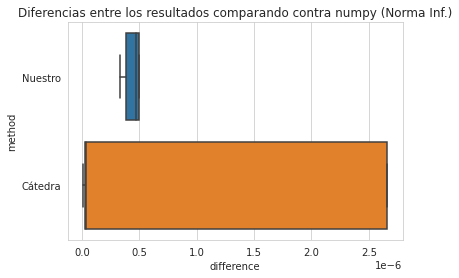 Diferencias entre los resultados comparando contra numpy (Norma Inf.)
Nuestro
method
Cátedra
0.0 0.5 1.0 1.5 2.0 2.5
1e−6
difference